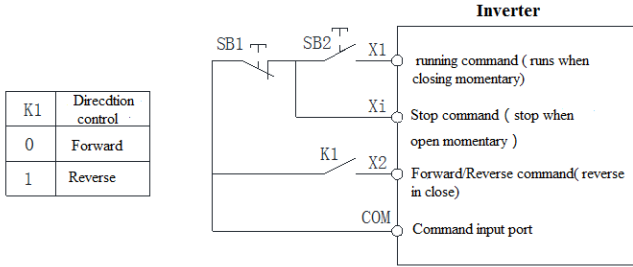 Inverter
SB1
SB2
X1
running command ( runs when
closing momentary)
Xi
Stop command ( stop when
open momentary )
K1
Direcdtion
control
0
Forward
1
Reverse
K1
X2
Forward/Reverse command( reverse
in close)
COM
Command input port